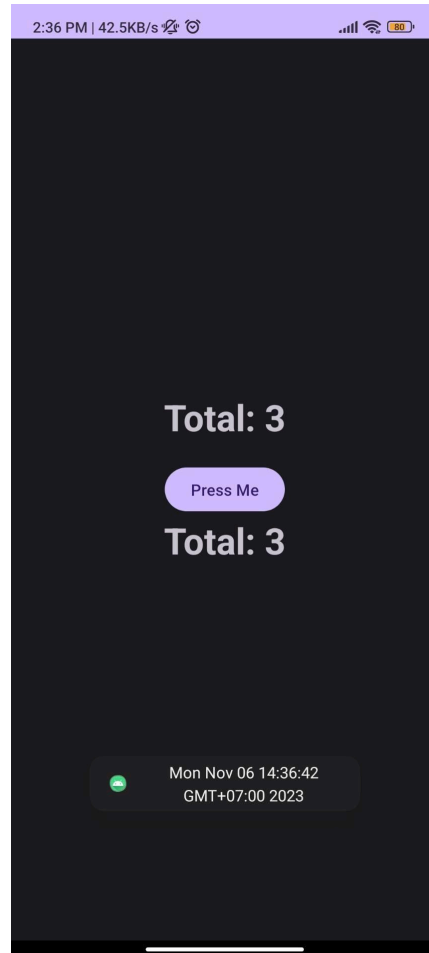 2:36 PM | 42.5KB/s 80
Total: 3
Press Me
Total: 3
Mon Nov 06 14:36:42
GMT+07:00 2023